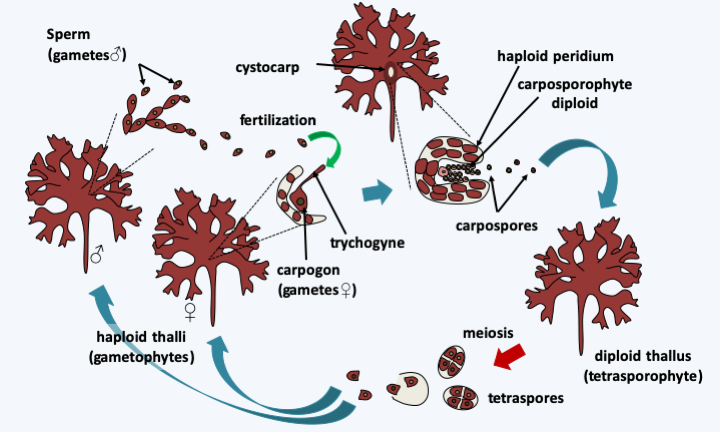 Sperm
(gametes♂)
cystocarp
haploid peridium
carposporophyte
diploid
fertilization
carpospores
trychogyne
carpogon
(gametes♀)
♂
♀
haploid thalli
(gametophytes)
meiosis
diploid thallus
(tetrasporophyte)
tetraspores